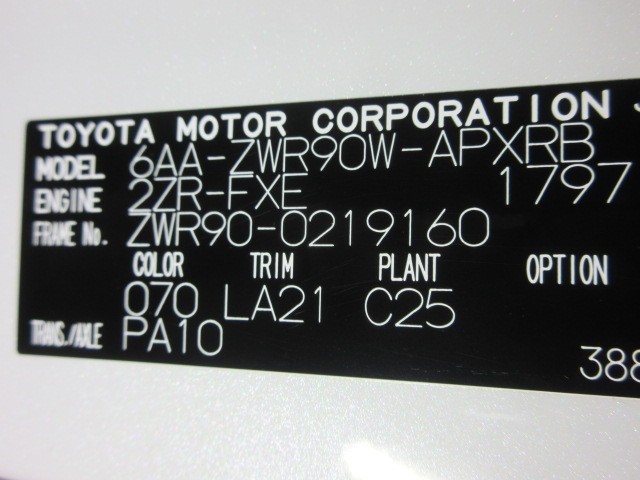 TOYOTA MOTOR CORPORATION
MODEL 6AA-ZWR90W-APXRB
ENGINE 2ZR-FXE 1797
FRAME No. ZWR90-0219160
COLOR TRIM PLANT OPTION
070 LA21 C25
TRANS./AXLE PA10
388